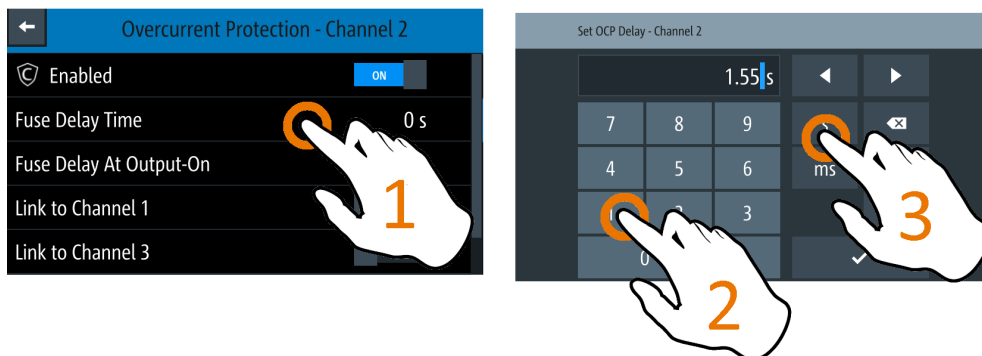 Overcurrent Protection - Channel 2
C Enabled ON
Fuse Delay Time 0 s
Fuse Delay At Output-On
Link to Channel 1
Link to Channel 3
1
Set OCP Delay - Channel 2
1.55 s
7 8 9
4 5 6 ms
3
0
2
3